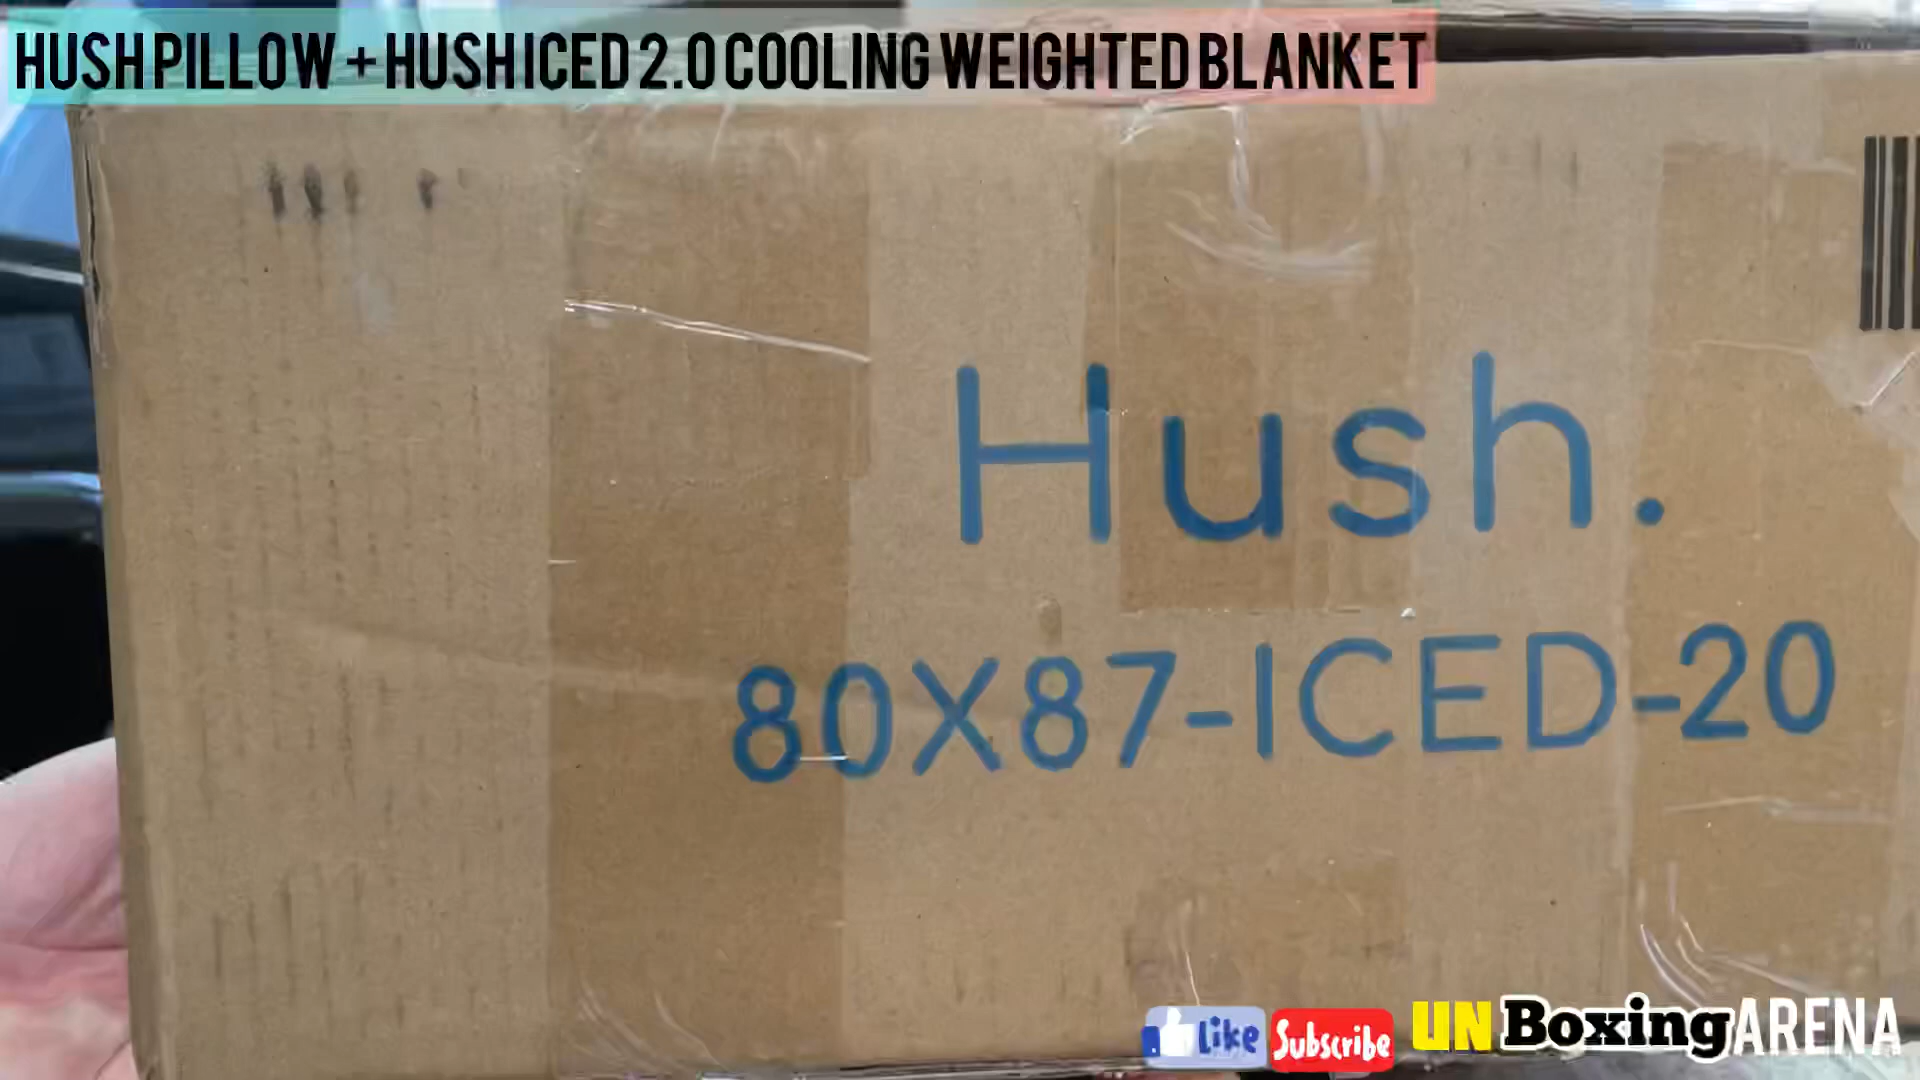 HUSH PILLOW + HUSH ICED 2.0 COOLING WEIGHTED BLANKET
Hush.
80X87-ICED-20
Like
Subscribe
UNBoxingARENA